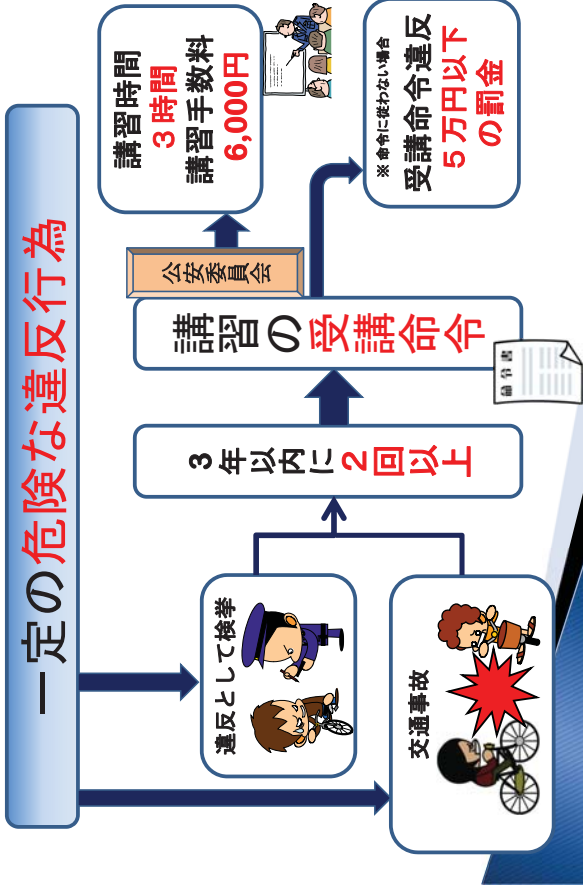 一定の危険な違反行為
違反として検挙
交通事故
3年以内に2回以上
講習の受講命令
命令書
公安委員会
講習時間
3時間
講習手数料
6,000円
※命令に従わない場合
受講命令違反
5万円以下
の罰金